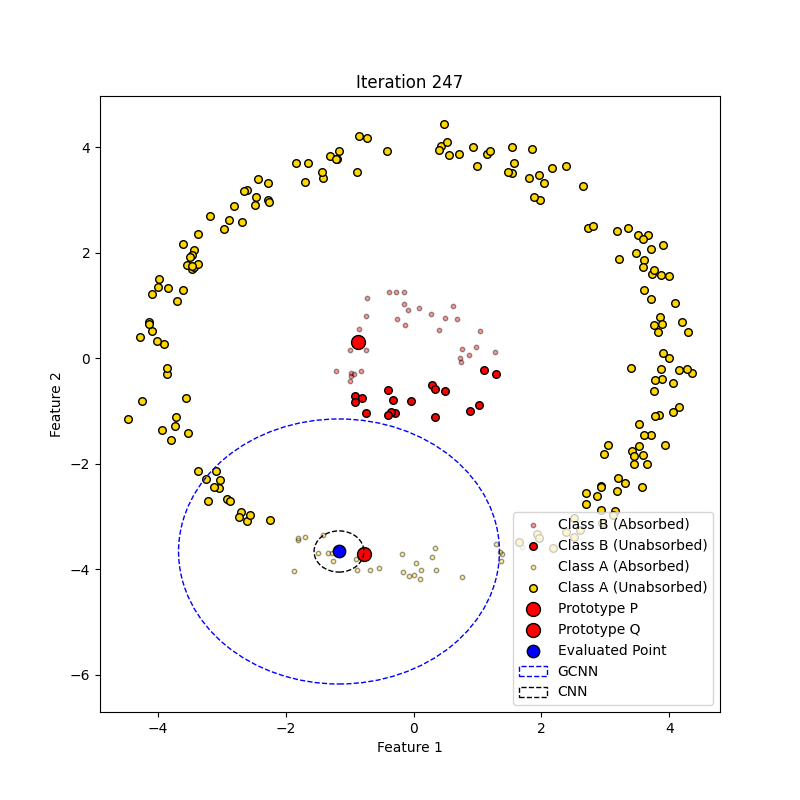 Iteration 247
4
2
0
−2
−4
−6
Feature 2
−4
−2
0
2
4
Feature 1
Class B (Absorbed)
Class B (Unabsorbed)
Class A (Absorbed)
Class A (Unabsorbed)
Prototype P
Prototype Q
Evaluated Point
GCNN
CNN